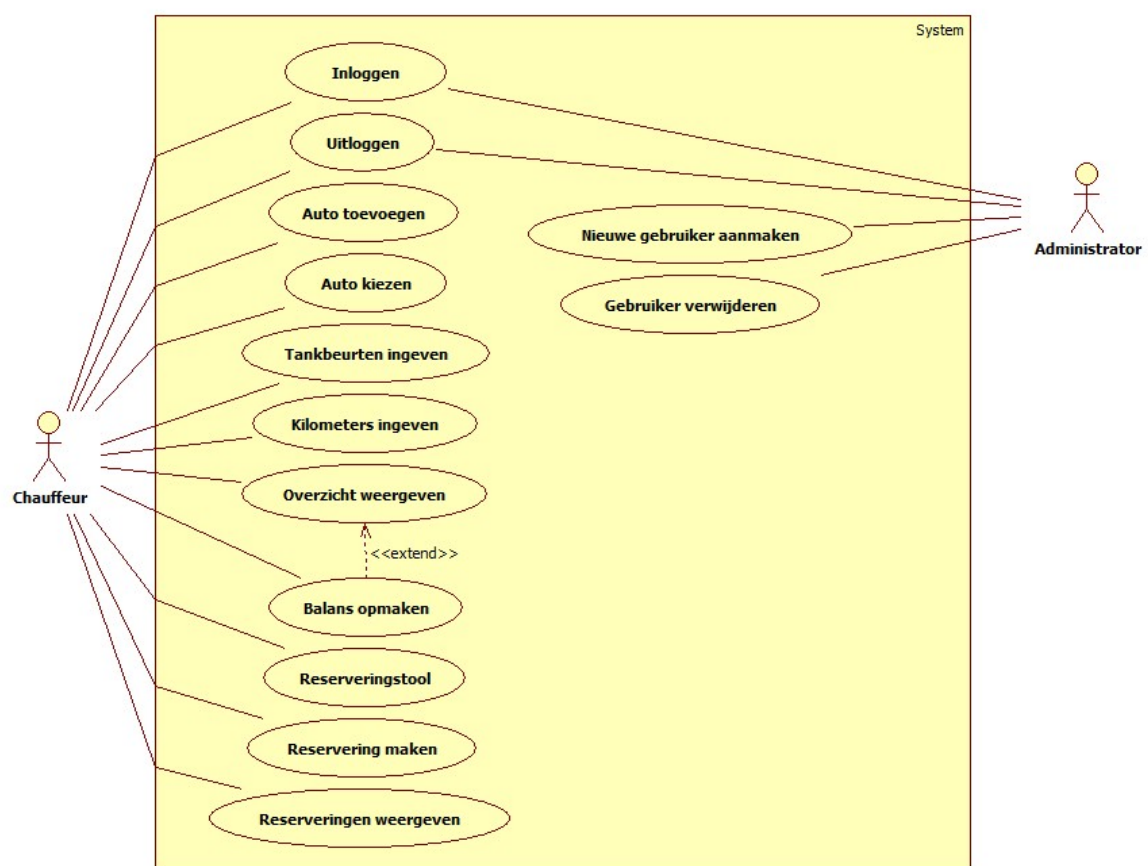 System
Inloggen
Uitloggen
Auto toevoegen
Nieuwe gebruiker aanmaken
Administrator
Auto kiezen
Gebruiker verwijderen
Tankbeurten ingeven
Kilometers ingeven
Chauffeur
Overzicht weergeven
<<extend>>
Balans opmaken
Reserveringstool
Reservering maken
Reserveringen weergeven